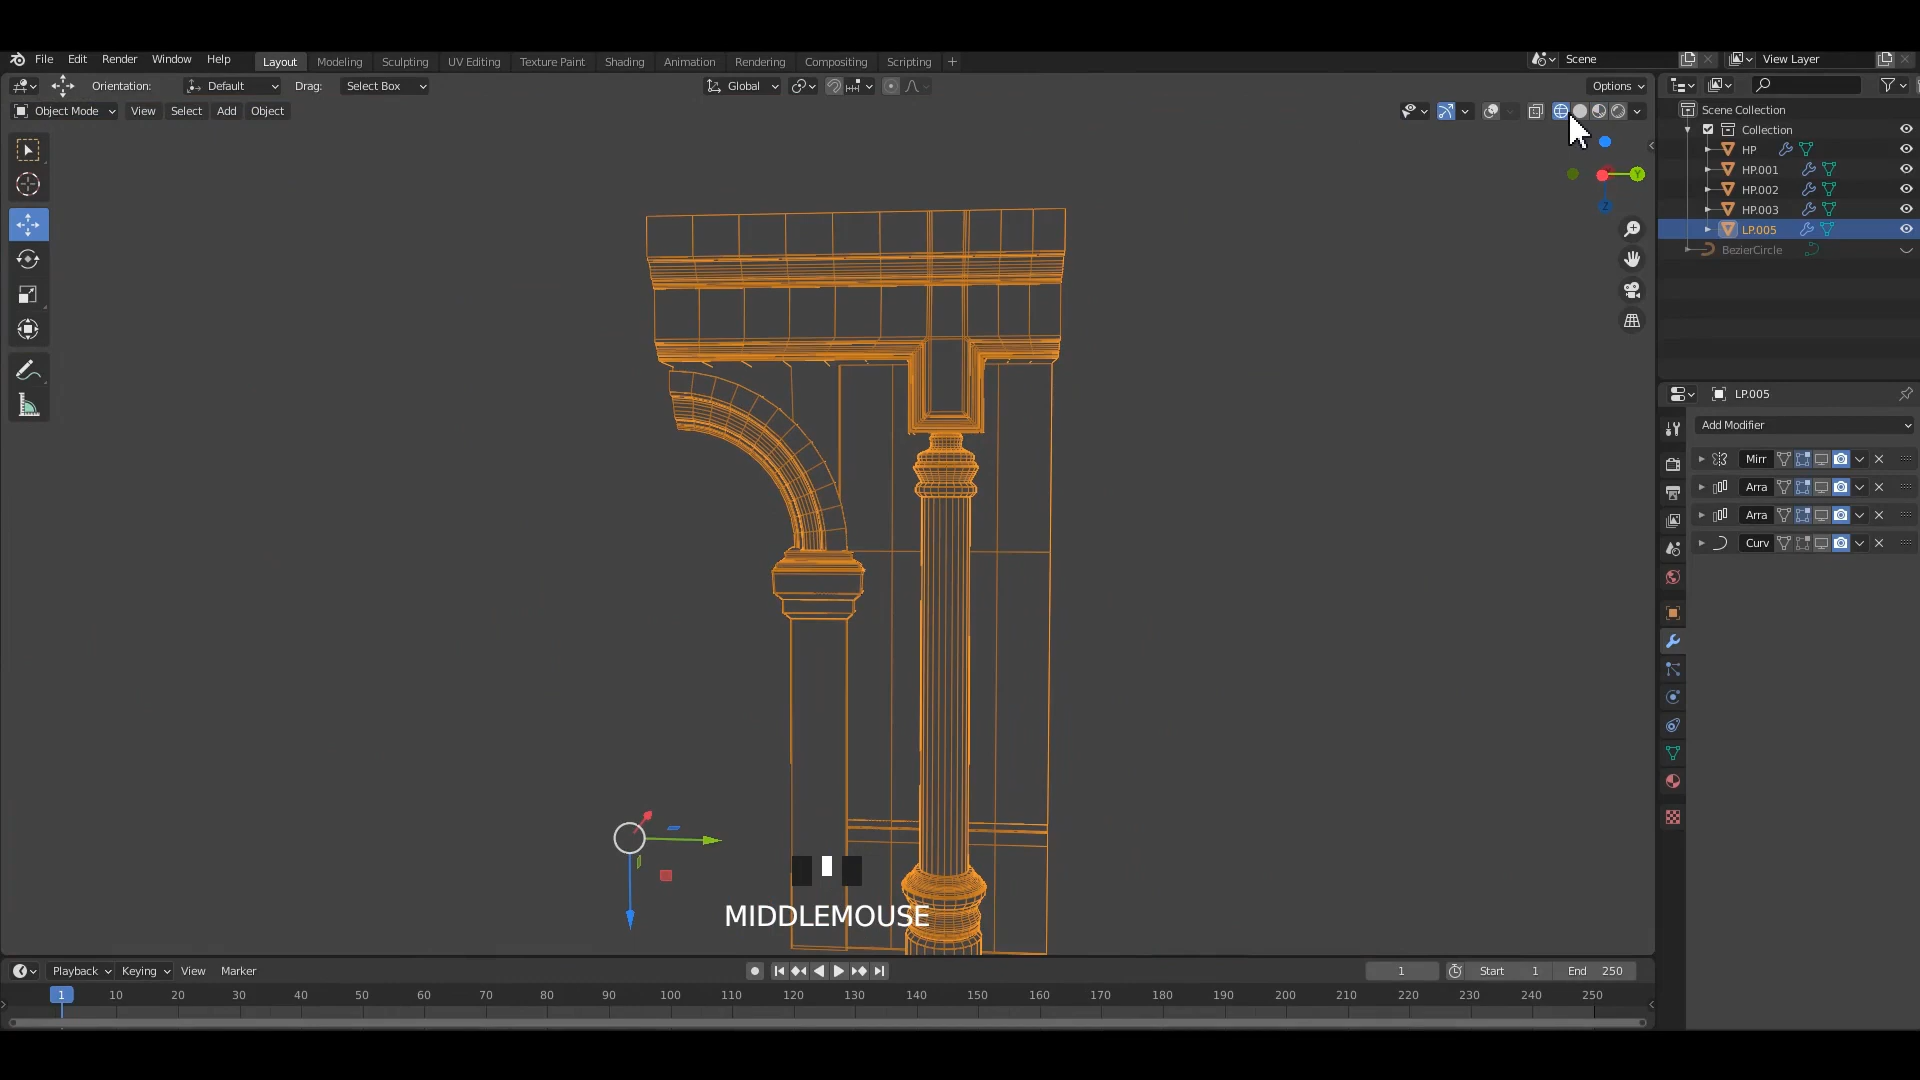 File Edit Render Window Help Layout Modeling Sculpting UV Editing Texture Paint Shading Animation Rendering Compositing Scripting + Scene View Layer
Orientation: Default Drag: Select Box Global Options
Object Mode View Select Add Object
Scene Collection
Collection
HP
HP.001
HP.002
HP.003
LP.005
BezierCircle
Y
Z
LP.005
Add Modifier
Mirr
Arra
Arra
Curv
MIDDLEMOUSE
Playback Keying View Marker 1 Start 1 End 250
1 10 20 30 40 50 60 70 80 90 100 110 120 130 140 150 160 170 180 190 200 210 220 230 240 250